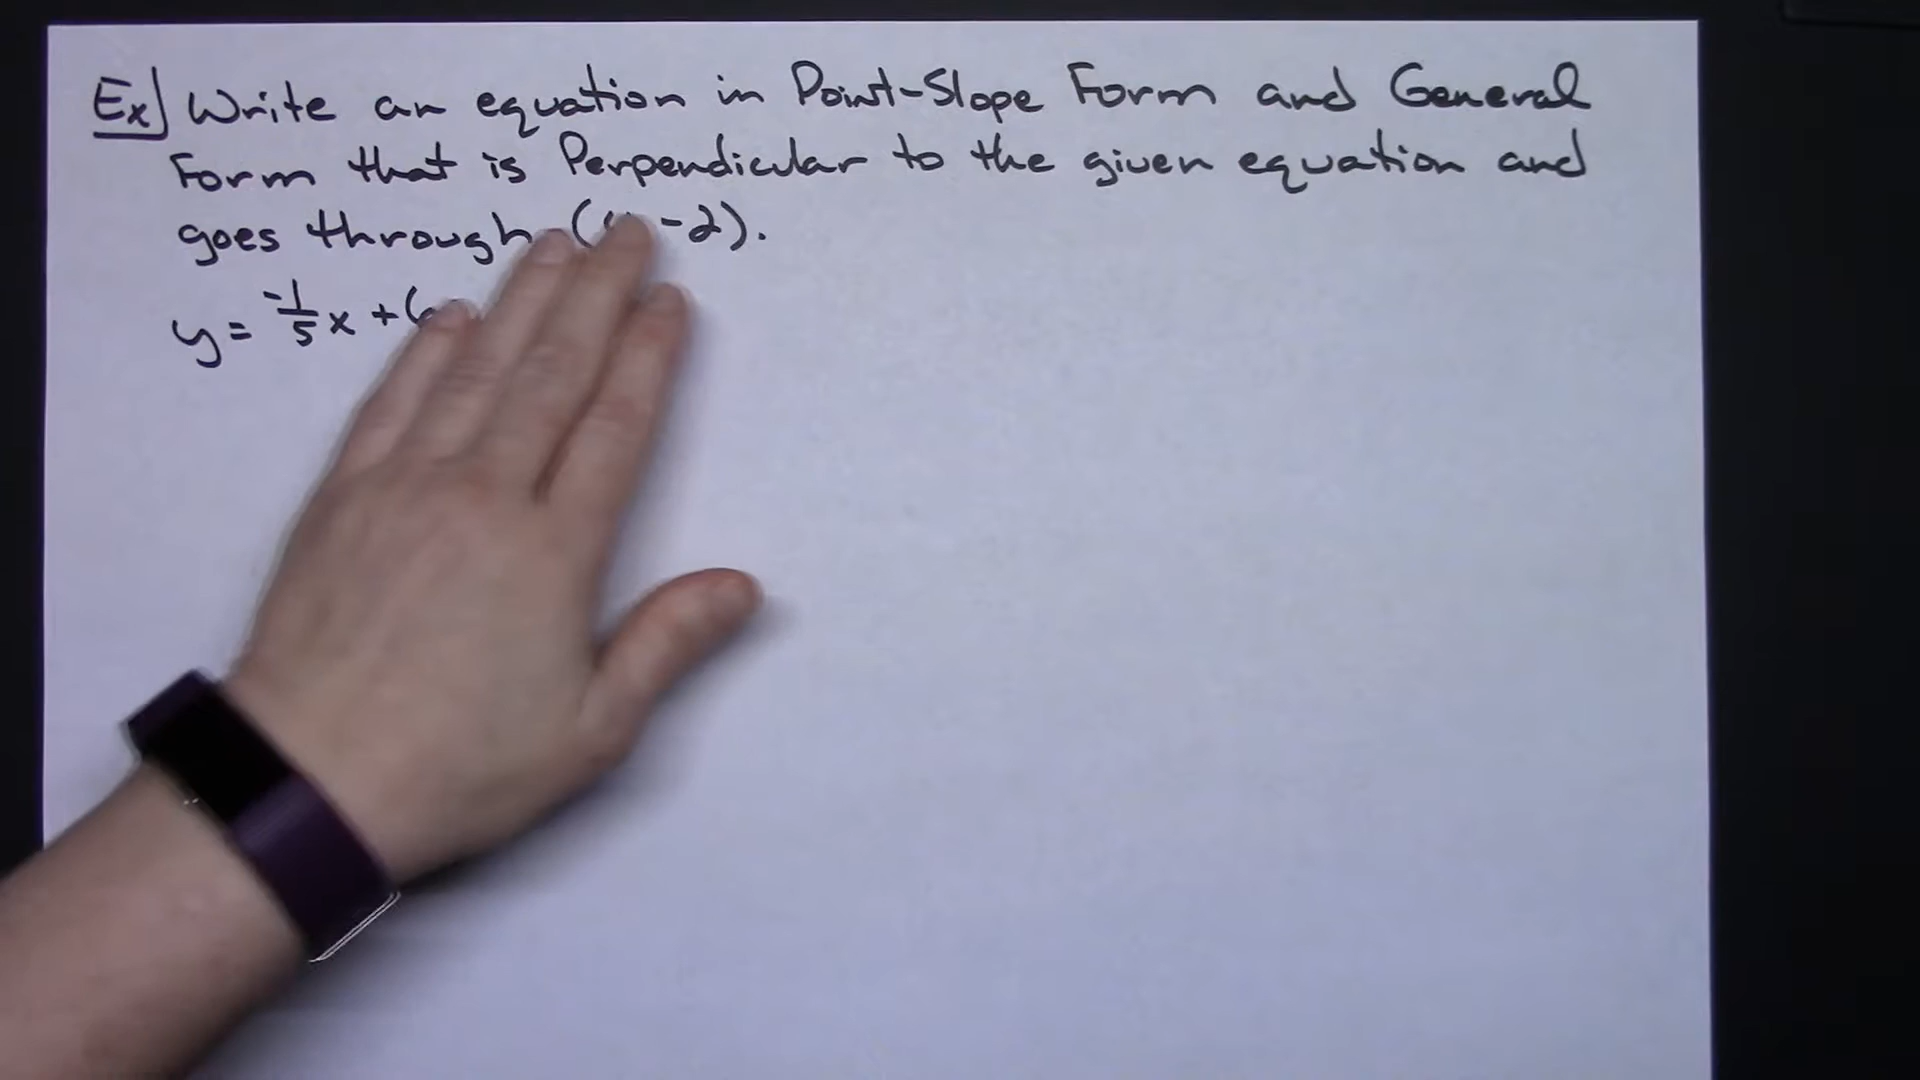 Ex) Write an equation in Point-Slope Form and General
Form that is Perpendicular to the given equation and
goes through ( -2).
y = -1/5 x +